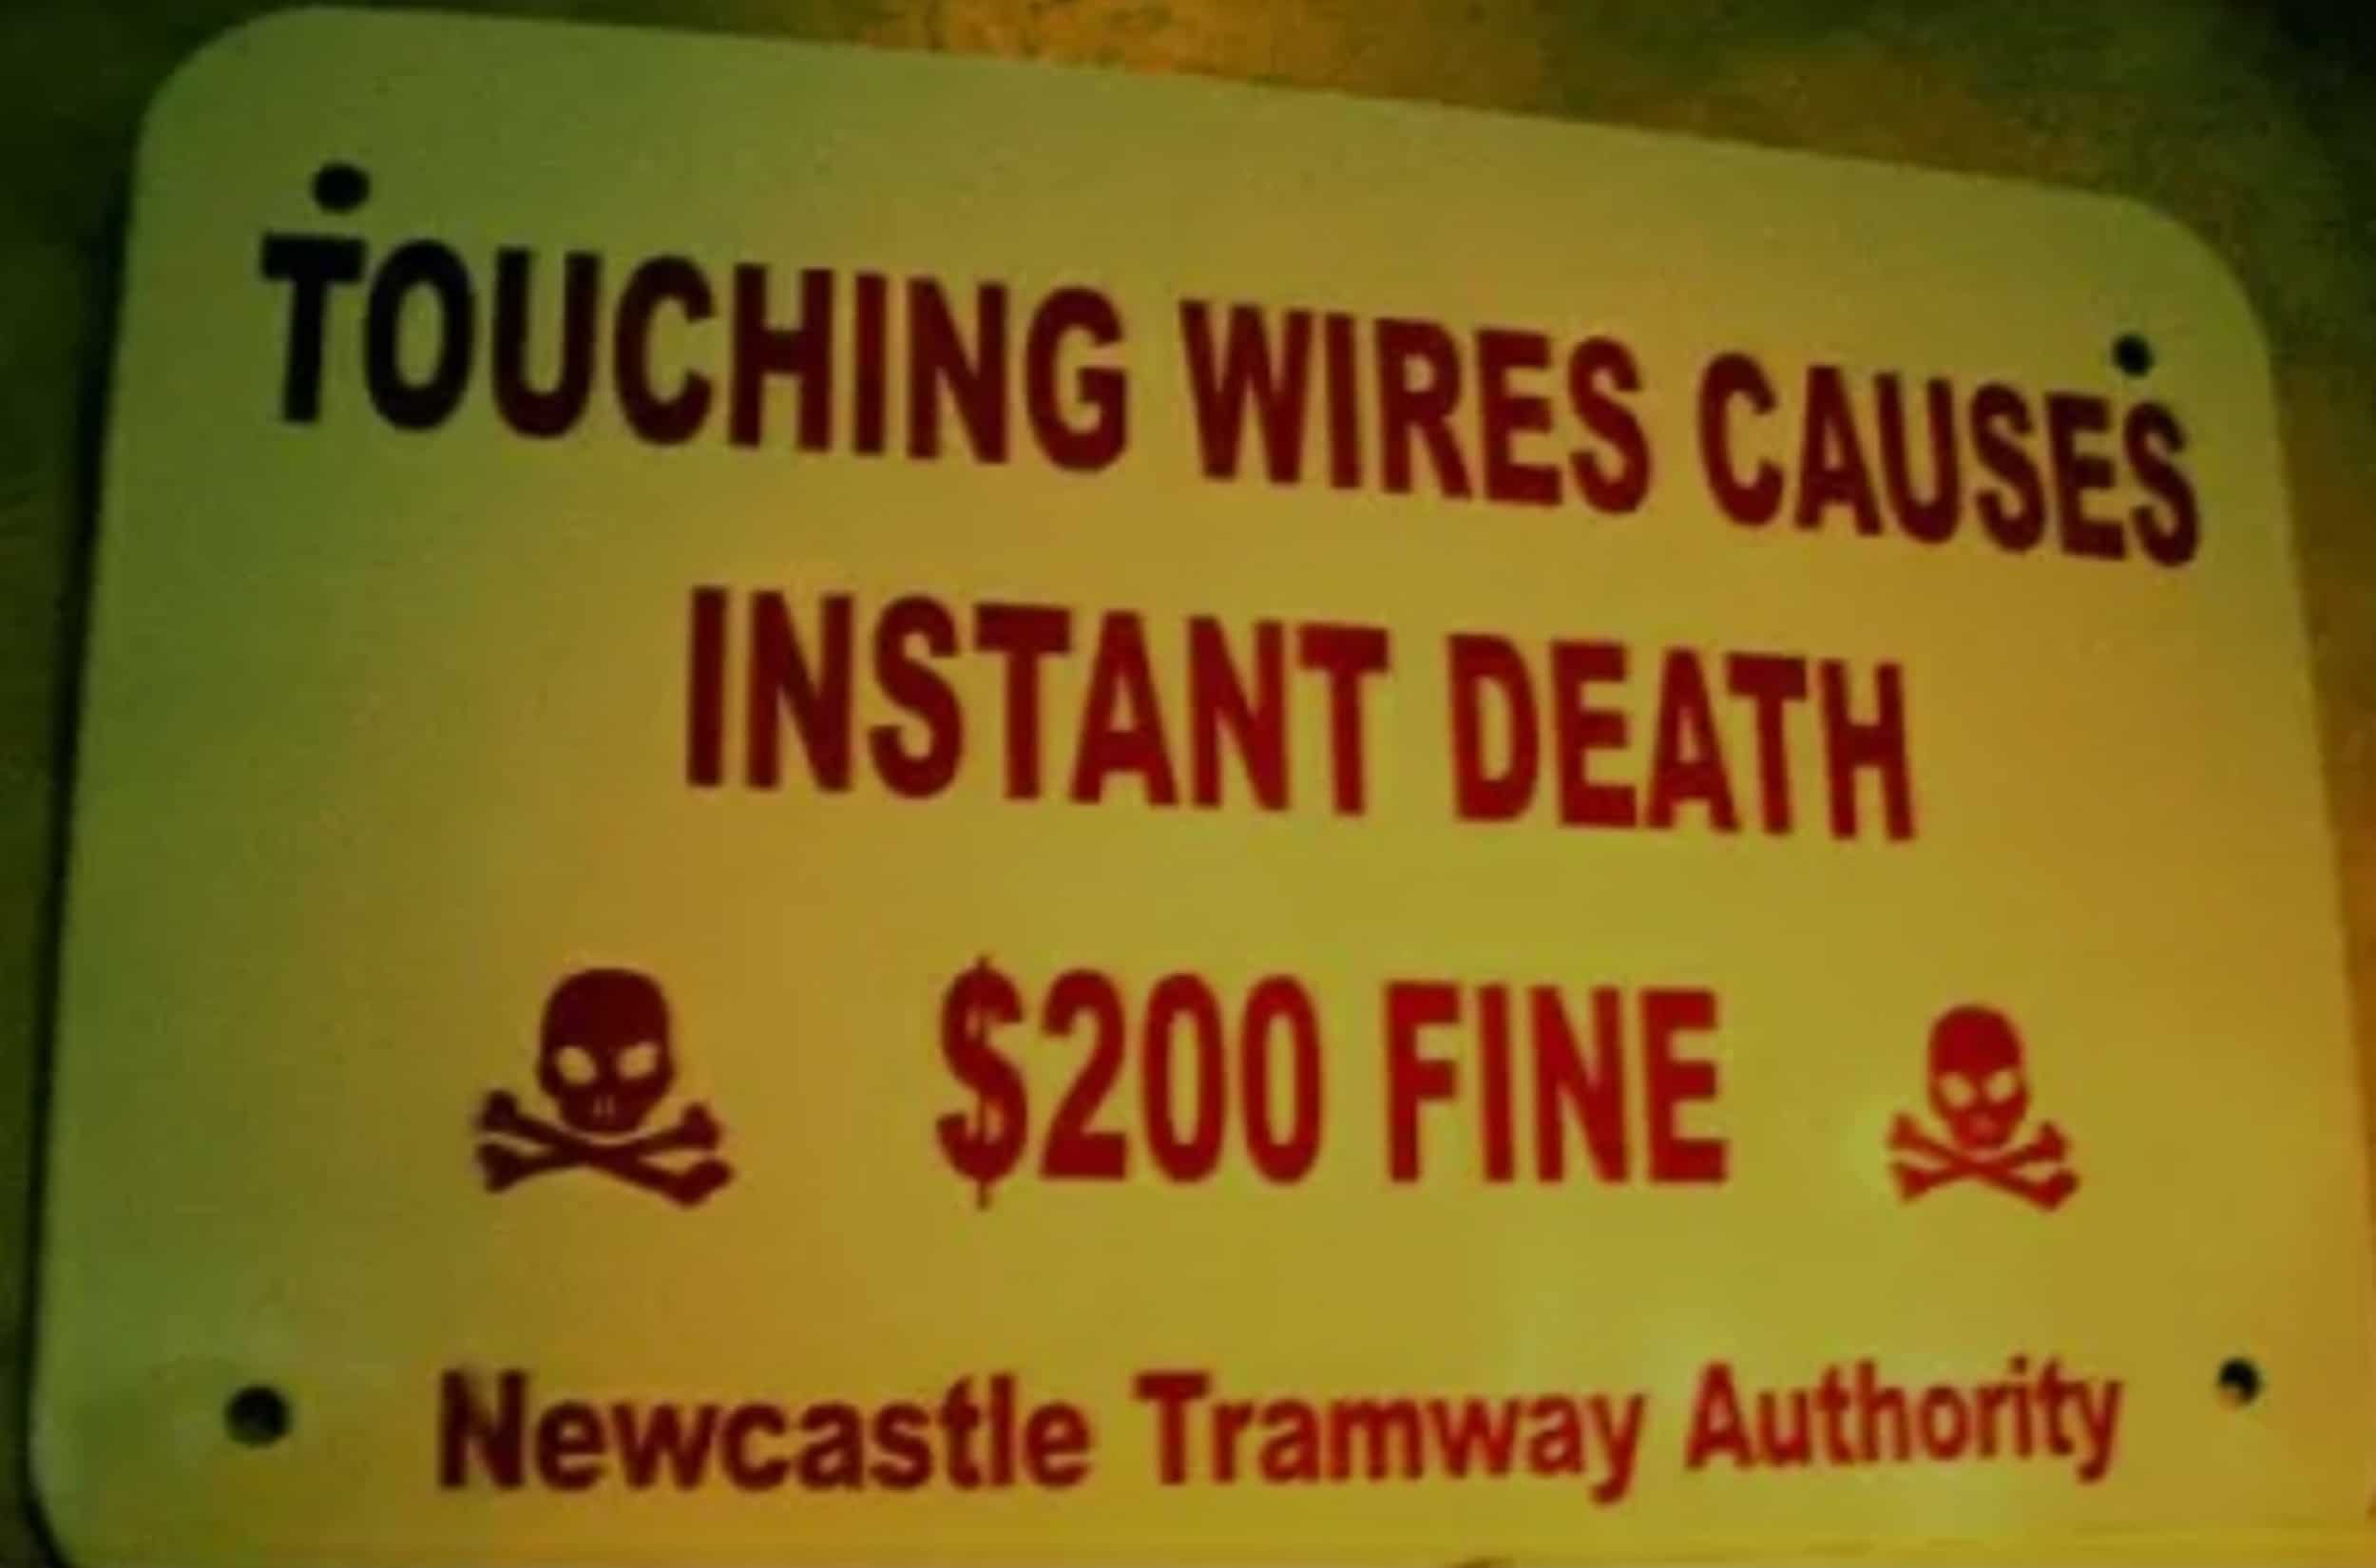 TOUCHING WIRES CAUSES
INSTANT DEATH
$200 FINE
Newcastle Tramway Authority